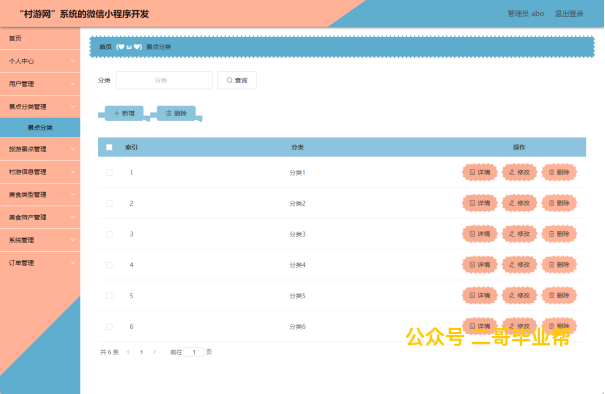 “村游网”系统的微信小程序开发
管理员 abo 退出登录
首页
个人中心
用户管理
景点分类管理
景点分类
旅游景点管理
村游信息管理
美食类型管理
美食特产管理
系统管理
订单管理
首页 (♥ω♥) 景点分类
分类 分类 查询
新增 删除
索引 分类 操作
1 分类1 详情 修改 删除
2 分类2 详情 修改 删除
3 分类3 详情 修改 删除
4 分类4 详情 修改 删除
5 分类5 详情 修改 删除
6 分类6 详情 修改 删除
共 6 条 1 前往 1 页
公众号 二哥毕业帮